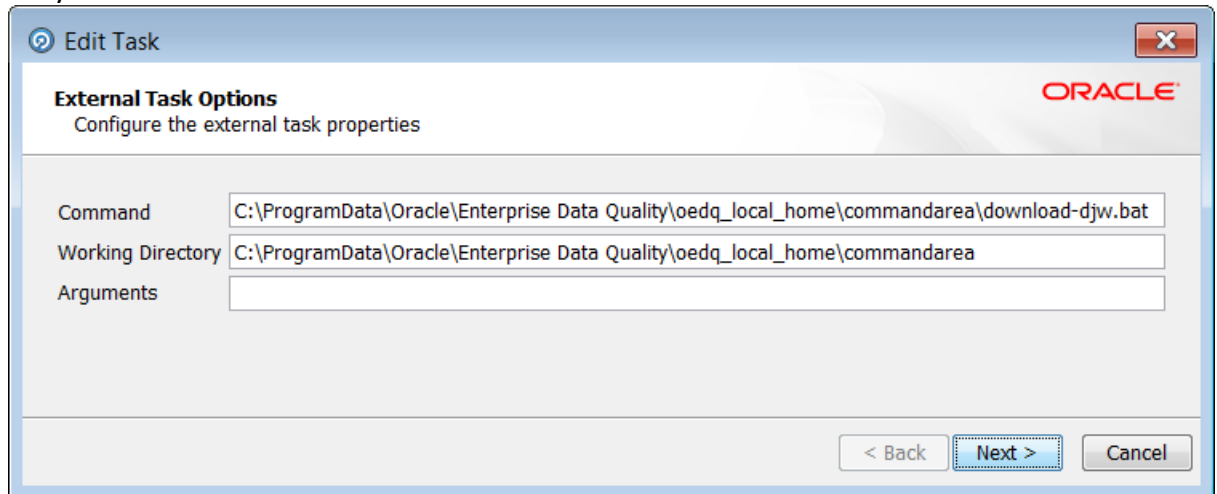 Edit Task
External Task Options
ORACLE
Configure the external task properties
Command C:\ProgramData\Oracle\Enterprise Data Quality\oedq_local_home\commandarea\download-djw.bat
Working Directory C:\ProgramData\Oracle\Enterprise Data Quality\oedq_local_home\commandarea
Arguments
< Back Next > Cancel